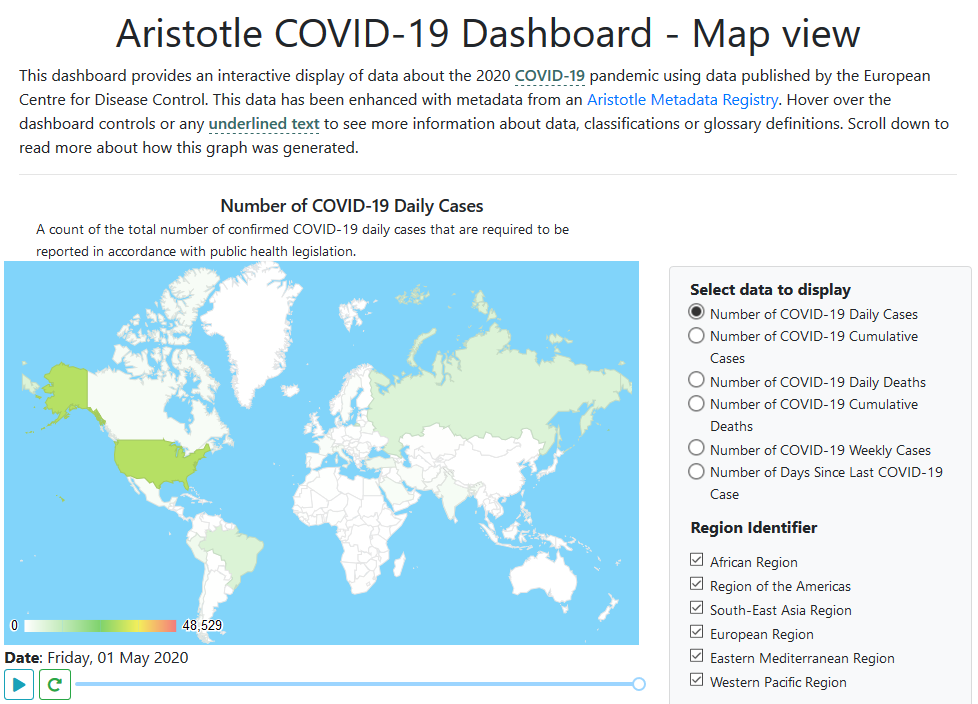 Aristotle COVID-19 Dashboard - Map view
This dashboard provides an interactive display of data about the 2020 COVID-19 pandemic using data published by the European
Centre for Disease Control. This data has been enhanced with metadata from an Aristotle Metadata Registry. Hover over the
dashboard controls or any underlined text to see more information about data, classifications or glossary definitions. Scroll down to
read more about how this graph was generated.
Number of COVID-19 Daily Cases
A count of the total number of confirmed COVID-19 daily cases that are required to be
reported in accordance with public health legislation.
0
48,529
Date: Friday, 01 May 2020
Select data to display
Number of COVID-19 Daily Cases
Number of COVID-19 Cumulative
Cases
Number of COVID-19 Daily Deaths
Number of COVID-19 Cumulative
Deaths
Number of COVID-19 Weekly Cases
Number of Days Since Last COVID-19
Case
Region Identifier
African Region
Region of the Americas
South-East Asia Region
European Region
Eastern Mediterranean Region
Western Pacific Region